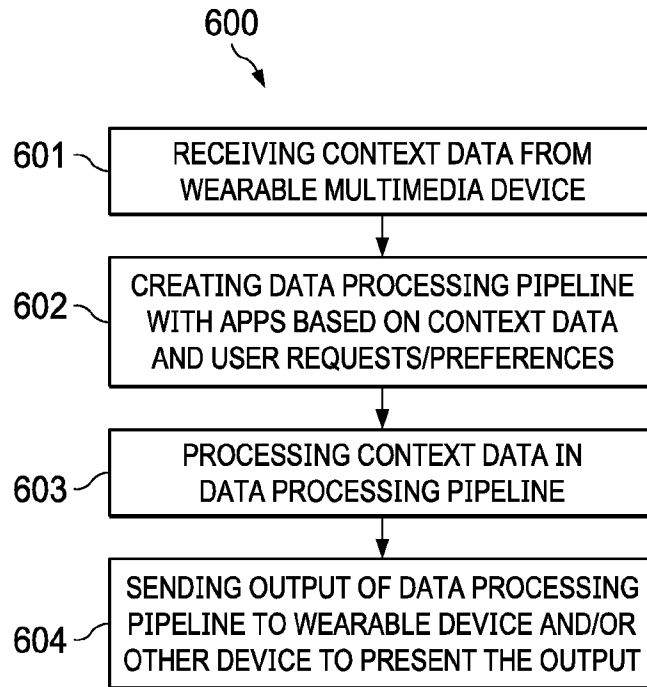 600
601
RECEIVING CONTEXT DATA FROM
WEARABLE MULTIMEDIA DEVICE
602
CREATING DATA PROCESSING PIPELINE
WITH APPS BASED ON CONTEXT DATA
AND USER REQUESTS/PREFERENCES
603
PROCESSING CONTEXT DATA IN
DATA PROCESSING PIPELINE
604
SENDING OUTPUT OF DATA PROCESSING
PIPELINE TO WEARABLE DEVICE AND/OR
OTHER DEVICE TO PRESENT THE OUTPUT